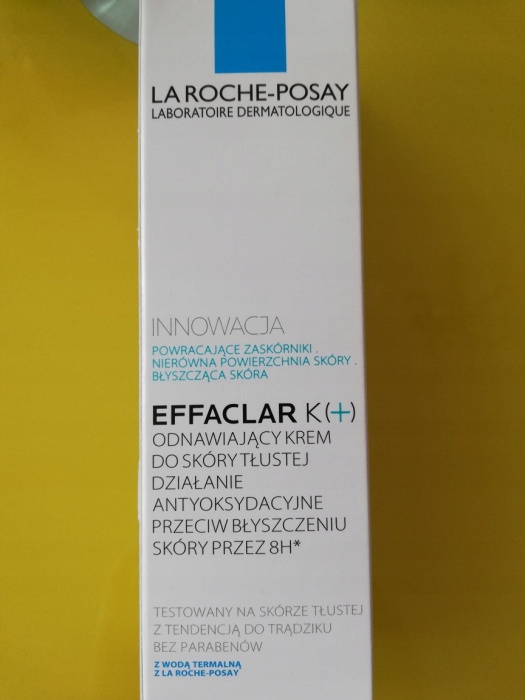 LA ROCHE-POSAY
LABORATOIRE DERMATOLOGIQUE
INNOWACJA
POWRACAJĄCE ZASKÓRNIKI .
NIERÓWNA POWIERZCHNIA SKÓRY .
BŁYSZCZĄCA SKÓRA
EFFACLAR K(+)
ODNAWIAJĄCY KREM
DO SKÓRY TŁUSTEJ
DZIAŁANIE
ANTYOKSYDACYJNE
PRZECIW BŁYSZCZENIU
SKÓRY PRZEZ 8H*
TESTOWANY NA SKÓRZE TŁUSTEJ
Z TENDENCJĄ DO TRĄDZIKU
BEZ PARABENÓW
Z WODĄ TERMALNĄ
Z LA ROCHE-POSAY